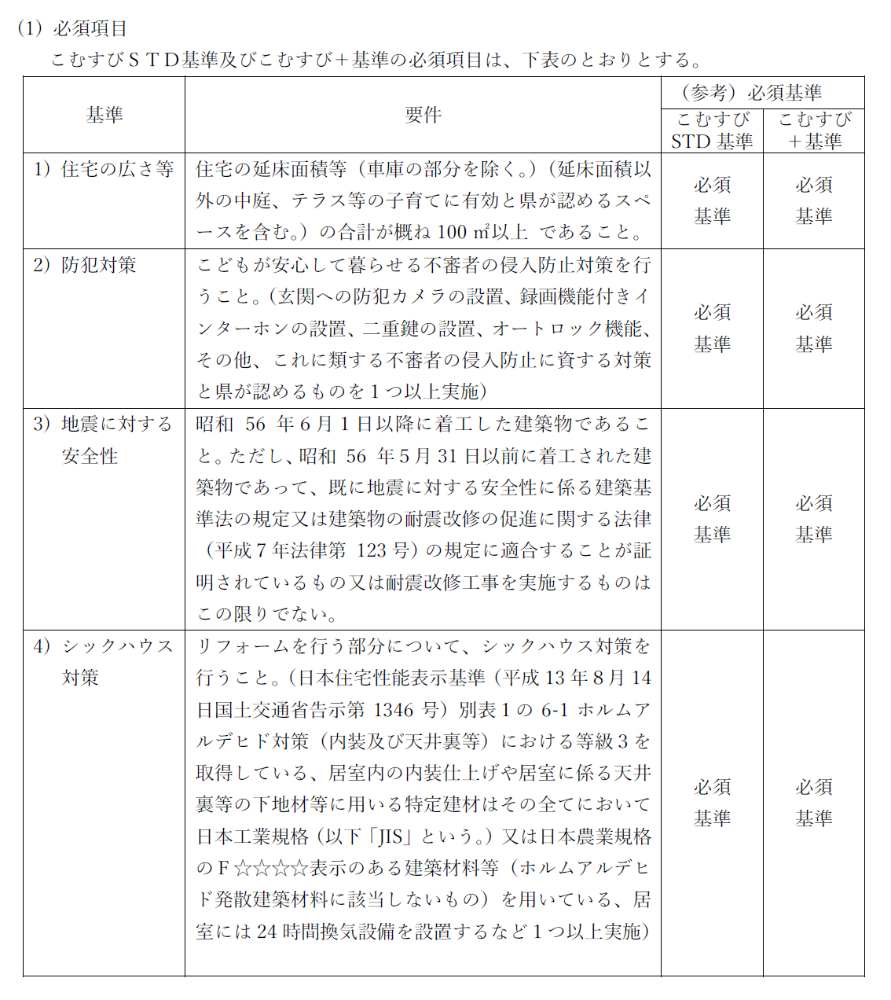 (1) 必須項目
こむすびＳＴＤ基準及びこむすび＋基準の必須項目は、下表のとおりとする。
基準
要件
（参考）必須基準
こむすび
STD 基準
こむすび
＋基準
1）住宅の広さ等
住宅の延床面積等（車庫の部分を除く。）（延床面積以
外の中庭、テラス等の子育てに有効と県が認めるスペ
ースを含む。）の合計が概ね 100 ㎡以上 であること。
必須
基準
必須
基準
2）防犯対策
こどもが安心して暮らせる不審者の侵入防止対策を行
うこと。（玄関への防犯カメラの設置、録画機能付きイ
ンターホンの設置、二重鍵の設置、オートロック機能、
その他、これに類する不審者の侵入防止に資する対策
と県が認めるものを１つ以上実施）
必須
基準
必須
基準
3）地震に対する
安全性
昭和 56 年６月１日以降に着工した建築物であるこ
と。ただし、昭和 56 年５月 31 日以前に着工された建
築物であって、既に地震に対する安全性に係る建築基
準法の規定又は建築物の耐震改修の促進に関する法律
（平成７年法律第 123 号）の規定に適合することが証
明されているもの又は耐震改修工事を実施するものは
この限りでない。
必須
基準
必須
基準
4）シックハウス
対策
リフォームを行う部分について、シックハウス対策を
行うこと。（日本住宅性能表示基準（平成 13 年８月 14
日国土交通省告示第 1346 号）別表１の 6-1 ホルムア
ルデヒド対策（内装及び天井裏等）における等級３を
取得している、居室内の内装仕上げや居室に係る天井
裏等の下地材等に用いる特定建材はその全てにおいて
日本工業規格（以下「JIS」という。）又は日本農業規格
のＦ☆☆☆☆表示のある建築材料等（ホルムアルデヒ
ド発散建築材料に該当しないもの）を用いている、居
室には 24 時間換気設備を設置するなど１つ以上実施）
必須
基準
必須
基準